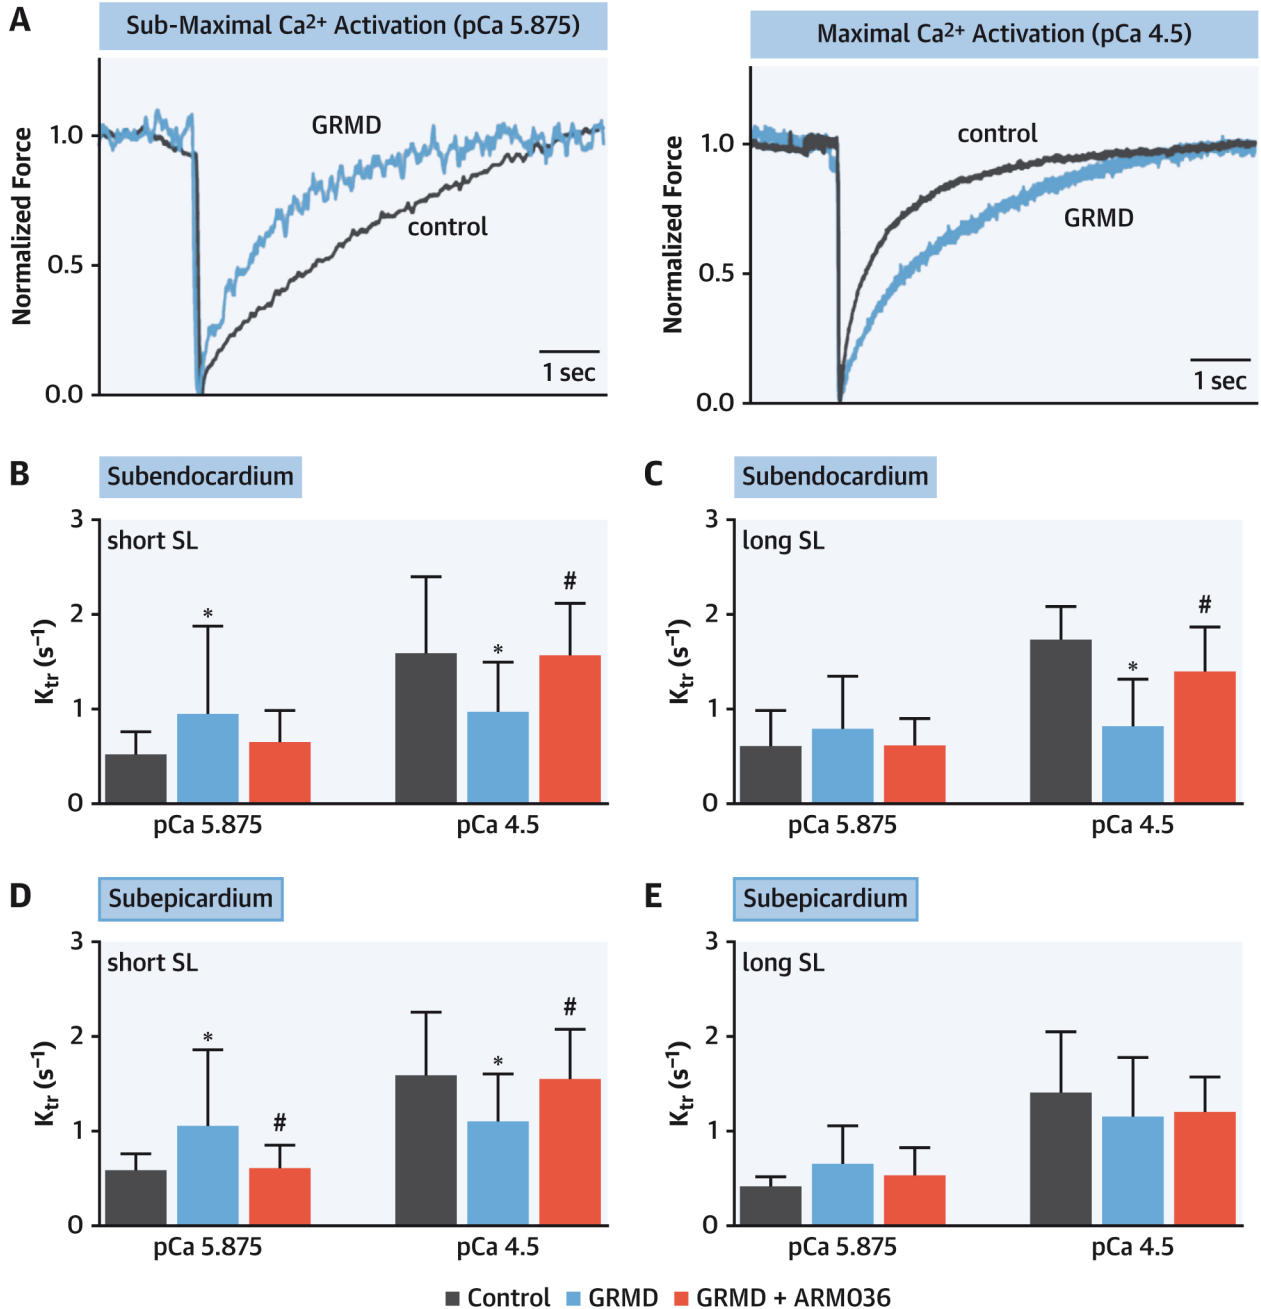 A
Sub-Maximal Ca2+ Activation (pCa 5.875)
Normalized Force
1.0
0.5
0.0
GRMD
control
1 sec
Maximal Ca2+ Activation (pCa 4.5)
Normalized Force
1.0
0.5
0.0
control
GRMD
1 sec
B
Subendocardium
short SL
Ktr (s−1)
3
2
1
0
*
*
#
pCa 5.875
pCa 4.5
C
Subendocardium
long SL
Ktr (s−1)
3
2
1
0
*
#
pCa 5.875
pCa 4.5
D
Subepicardium
short SL
Ktr (s−1)
3
2
1
0
*
#
*
#
pCa 5.875
pCa 4.5
E
Subepicardium
long SL
Ktr (s−1)
3
2
1
0
pCa 5.875
pCa 4.5
Control GRMD GRMD + ARM036